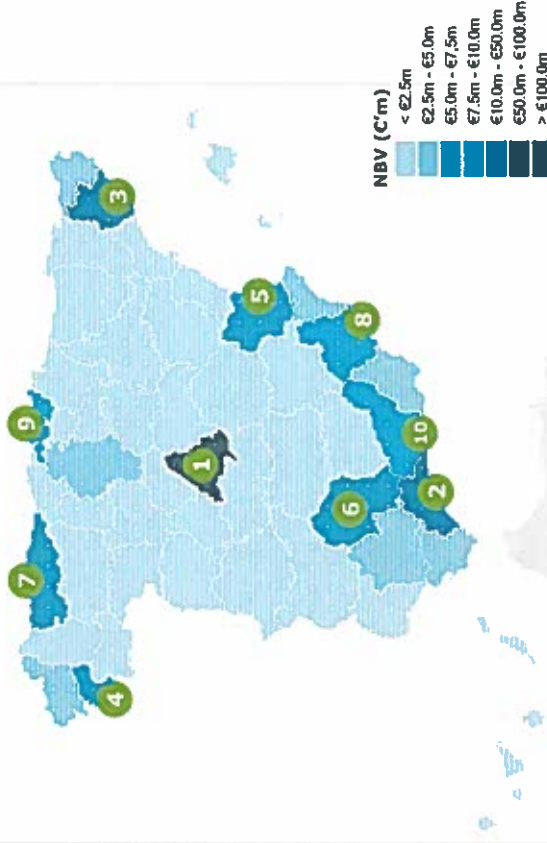 7
9
4
3
1
5
6
8
10
2
NBV (C'm)
< €2.5m
€2.5m - €5.0m
€5.0m - €7,5m
€7.5m - €10.0m
€10.0m - €50.0m
€50.0m - €100.0m
> €100.0m